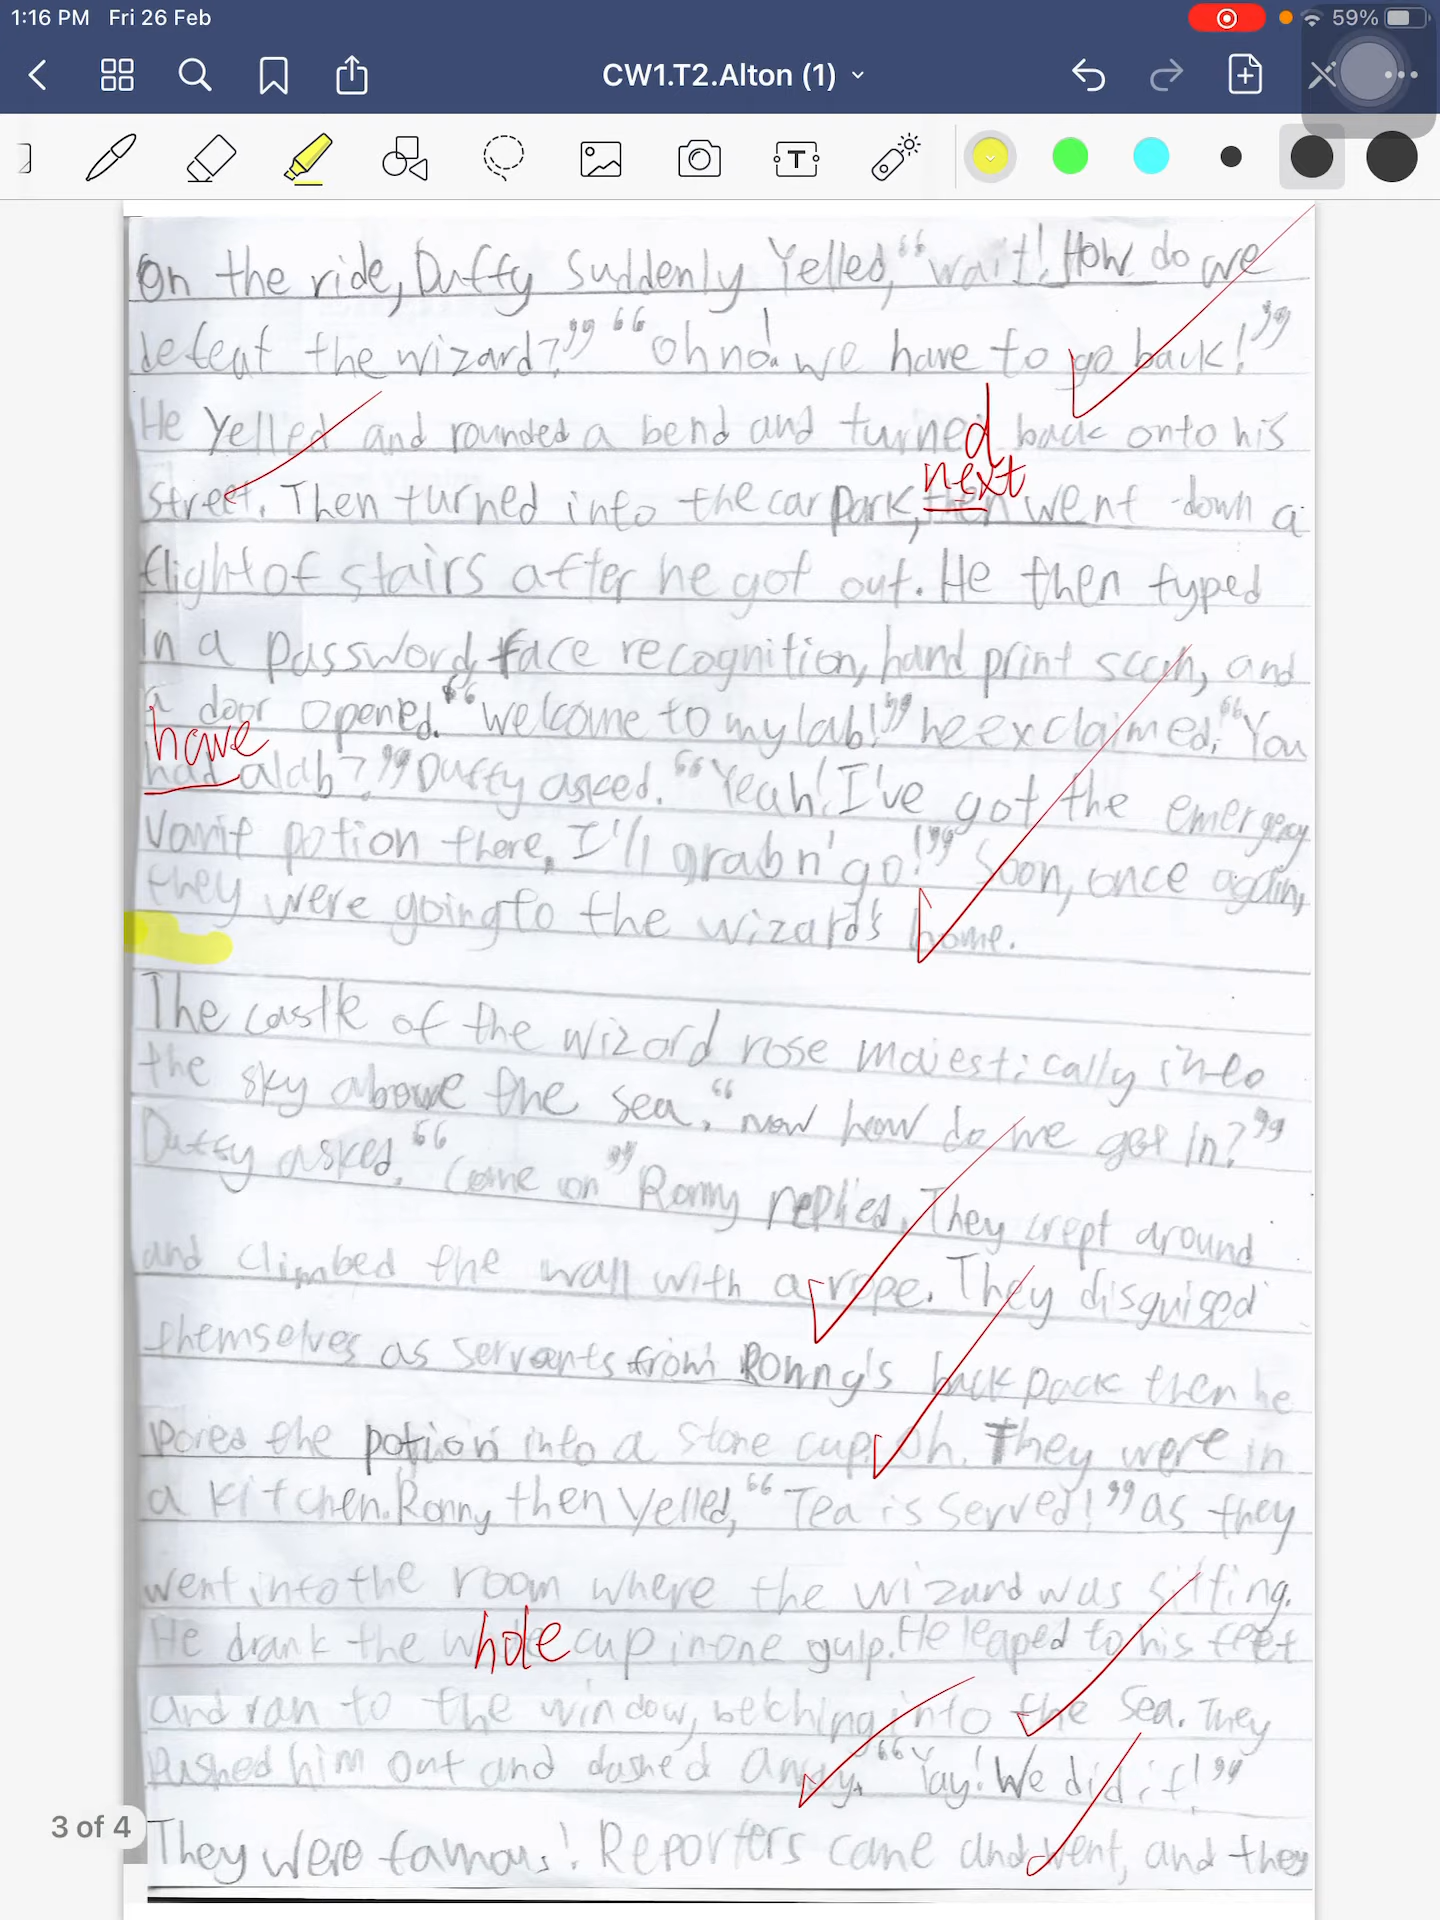 1:16 PM Fri 26 Feb
59%
CW1.T2.Alton (1)
On the ride, Duffy Suddenly Yelled, “wait! How do we
defeat the wizard?” “Oh no! we have to go back!”
He Yelled and rounded a bend and turned back onto his
d
next
street. Then turned into the car park, then went down a
flight of stairs after he got out. He then typed
in a password, face recognition, hand print scan, and
a door opened. “Welcome to my lab!” he exclaimed, “You
have
had a lab?” Duffy asked. “Yeah! I've got the emergency
vomit potion there, I'll grab n' go!” Soon, once again,
they were going to the wizard's home.
The castle of the wizard rose majestically into
the sky above the sea. “now how do we get in?”
Duffy asked. “Come on” Ronny replied. They crept around
and climbed the wall with a rope. They disguised
themselves as servants from Ronny's backpack then he
pored the potion into a stone cup. Oh. They were in
a kitchen. Ronny then Yelled, “Tea is served!” as they
went into the room where the wizard was sitting.
He drank the whole cup in one gulp. He leaped to his feet
and ran to the window, belching into the sea. They
pushed him out and dashed away. “Yay! We did it!”
3 of 4
They were famous! Reporters came and went, and they